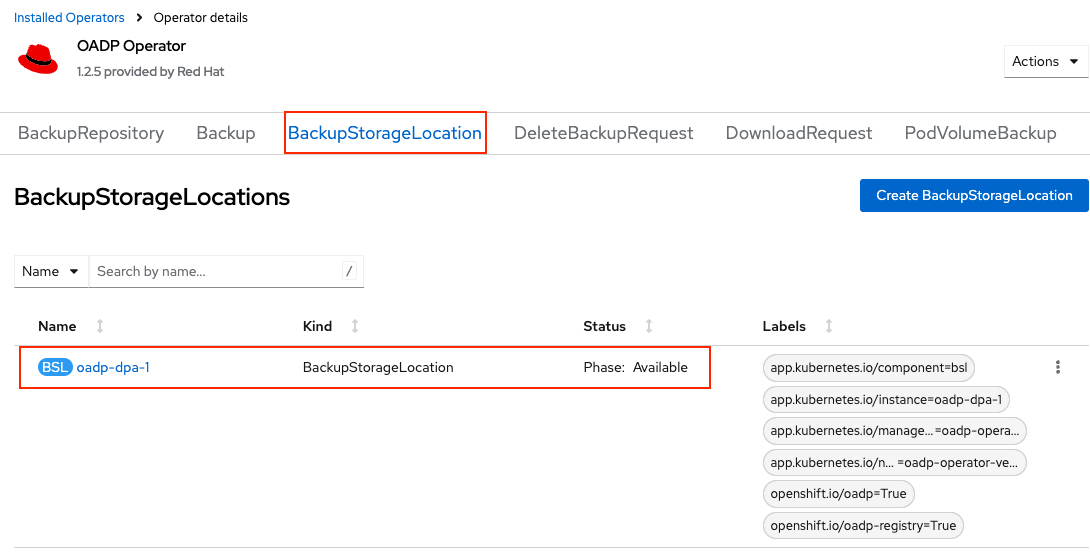 Installed Operators > Operator details
OADP Operator
1.2.5 provided by Red Hat
Actions
BackupRepository Backup BackupStorageLocation DeleteBackupRequest DownloadRequest PodVolumeBackup
BackupStorageLocations
Create BackupStorageLocation
Name Search by name... /
Name Kind Status Labels
BSL oadp-dpa-1 BackupStorageLocation Phase: Available app.kubernetes.io/component=bsl
app.kubernetes.io/instance=oadp-dpa-1
app.kubernetes.io/manage... =oadp-opera...
app.kubernetes.io/n... =oadp-operator-ve...
openshift.io/oadp=True
openshift.io/oadp-registry=True